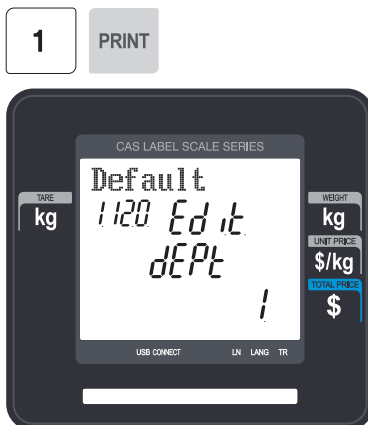 1 PRINT
CAS LABEL SCALE SERIES
Default
1120 Edit
dEPt
1
TARE
kg
WEIGHT
kg
UNIT PRICE
$/kg
TOTAL PRICE
$
USB CONNECT LN LANG TR